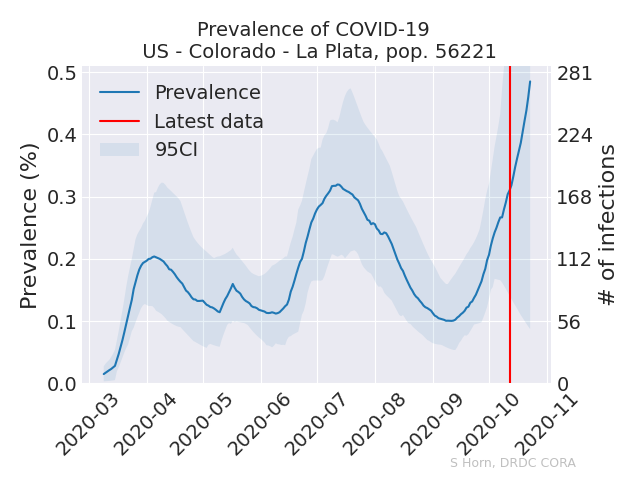 Prevalence of COVID-19
US - Colorado - La Plata, pop. 56221
Prevalence
Latest data
95CI
Prevalence (%)
0.5
0.4
0.3
0.2
0.1
0.0
281
224
168
112
56
0
# of infections
2020-03
2020-04
2020-05
2020-06
2020-07
2020-08
2020-09
2020-10
2020-11
S Horn, DRDC CORA